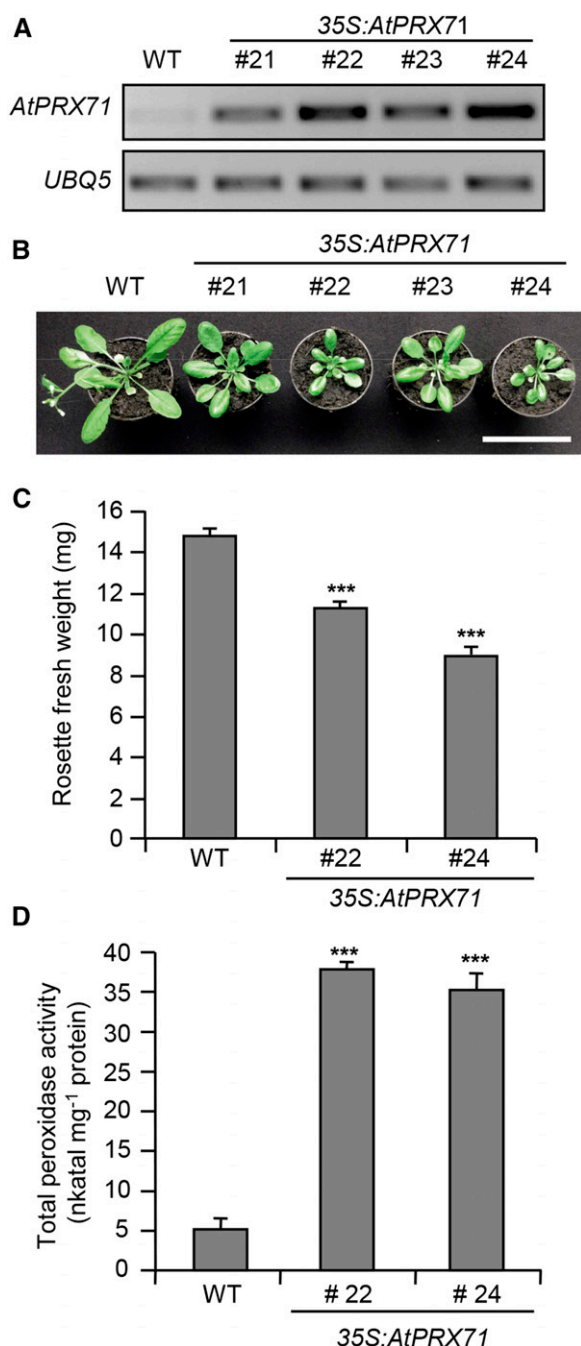 A
35S:AtPRX71
WT #21 #22 #23 #24
AtPRX71
UBQ5
B
35S:AtPRX71
WT #21 #22 #23 #24
C
Rosette fresh weight (mg)
16
14
12
10
8
6
4
2
0
***
***
WT #22 #24
35S:AtPRX71
D
Total peroxidase activity
(nkatal mg⁻¹ protein)
40
35
30
25
20
15
10
5
0
***
***
WT # 22 # 24
35S:AtPRX71